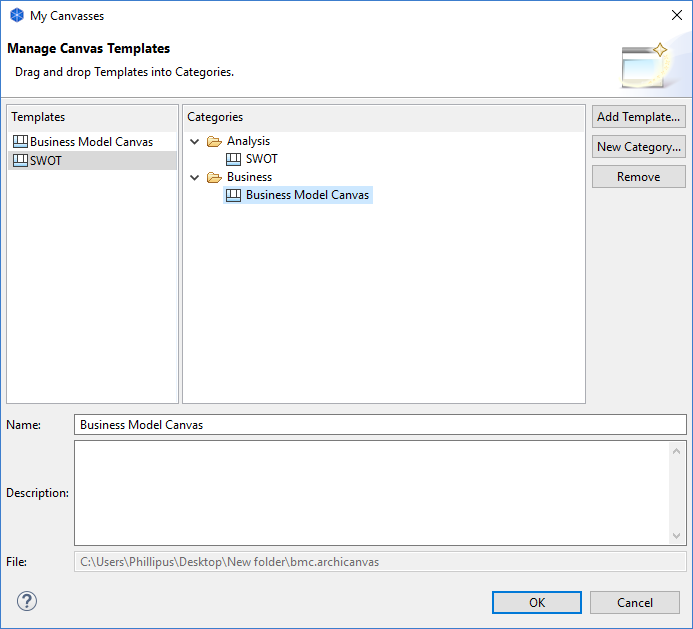 My Canvasses
Manage Canvas Templates
Drag and drop Templates into Categories.
Templates
Business Model Canvas
SWOT
Categories
Analysis
SWOT
Business
Business Model Canvas
Add Template...
New Category...
Remove
Name:
Business Model Canvas
Description:
File:
C:\Users\Phillipus\Desktop\New folder\bmc.archicanvas
?
OK
Cancel